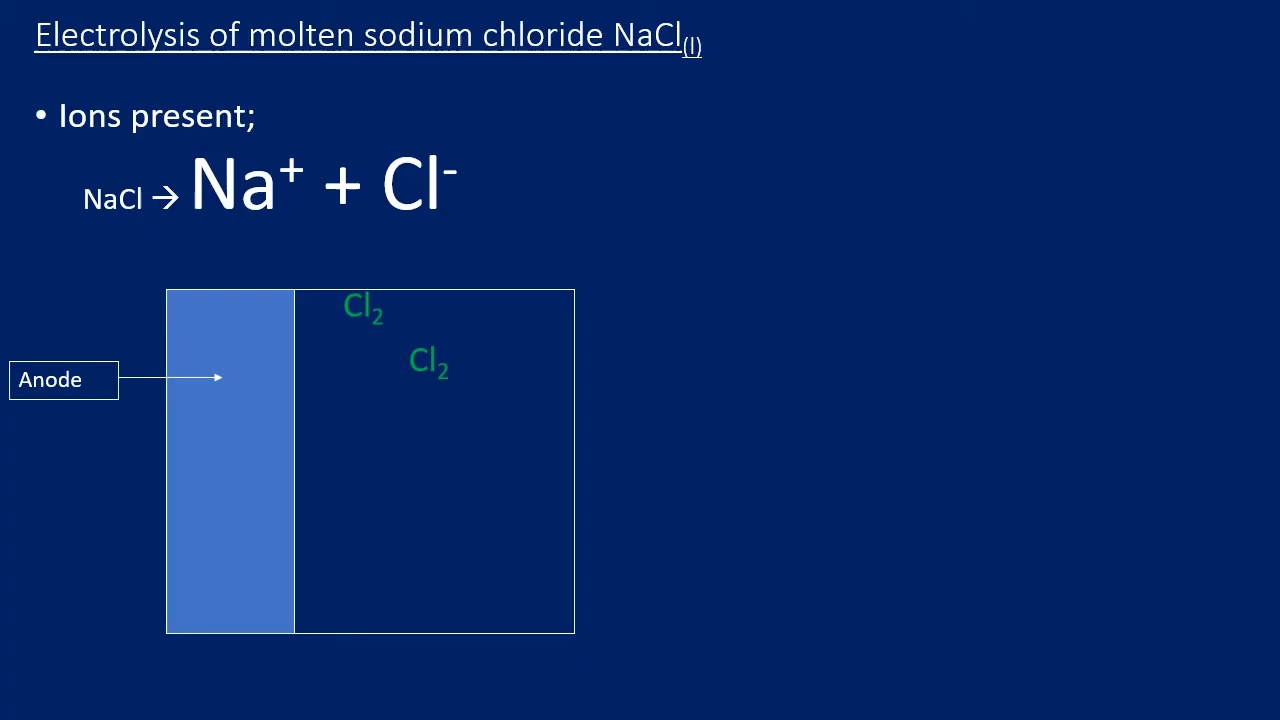 Electrolysis of molten sodium chloride NaCl(l)
• Ions present;
NaCl → Na⁺ + Cl⁻
Cl₂
Cl₂
Anode